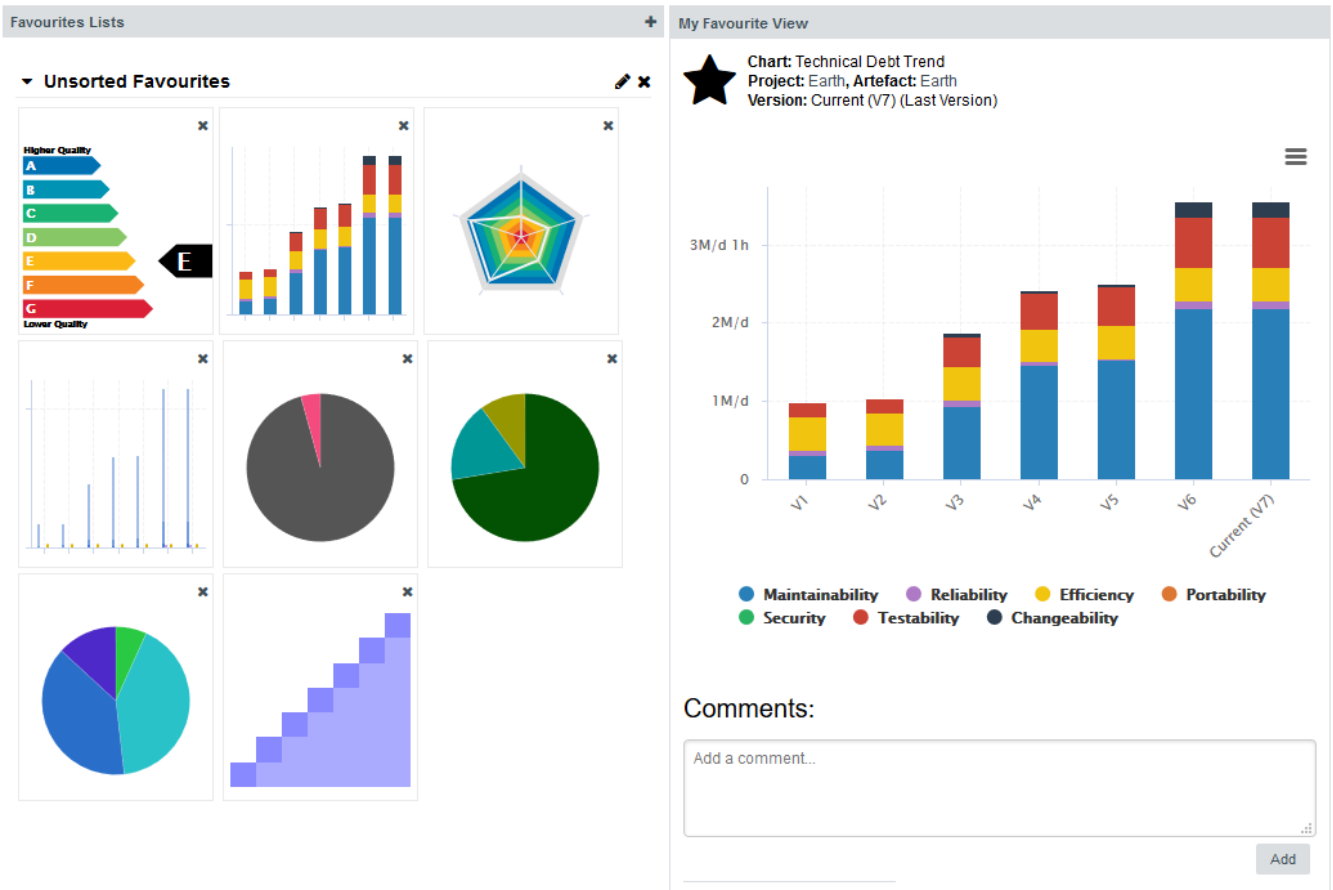 Favourites Lists
Unsorted Favourites
Higher Quality
A
B
C
D
E
E
F
G
Lower Quality
My Favourite View
Chart: Technical Debt Trend
Project: Earth, Artefact: Earth
Version: Current (V7) (Last Version)
3M/d 1h
2M/d
1M/d
0
V1 V2 V3 V4 V5 V6 Current (V7)
Maintainability Reliability Efficiency Portability
Security Testability Changeability
Comments:
Add a comment...
Add